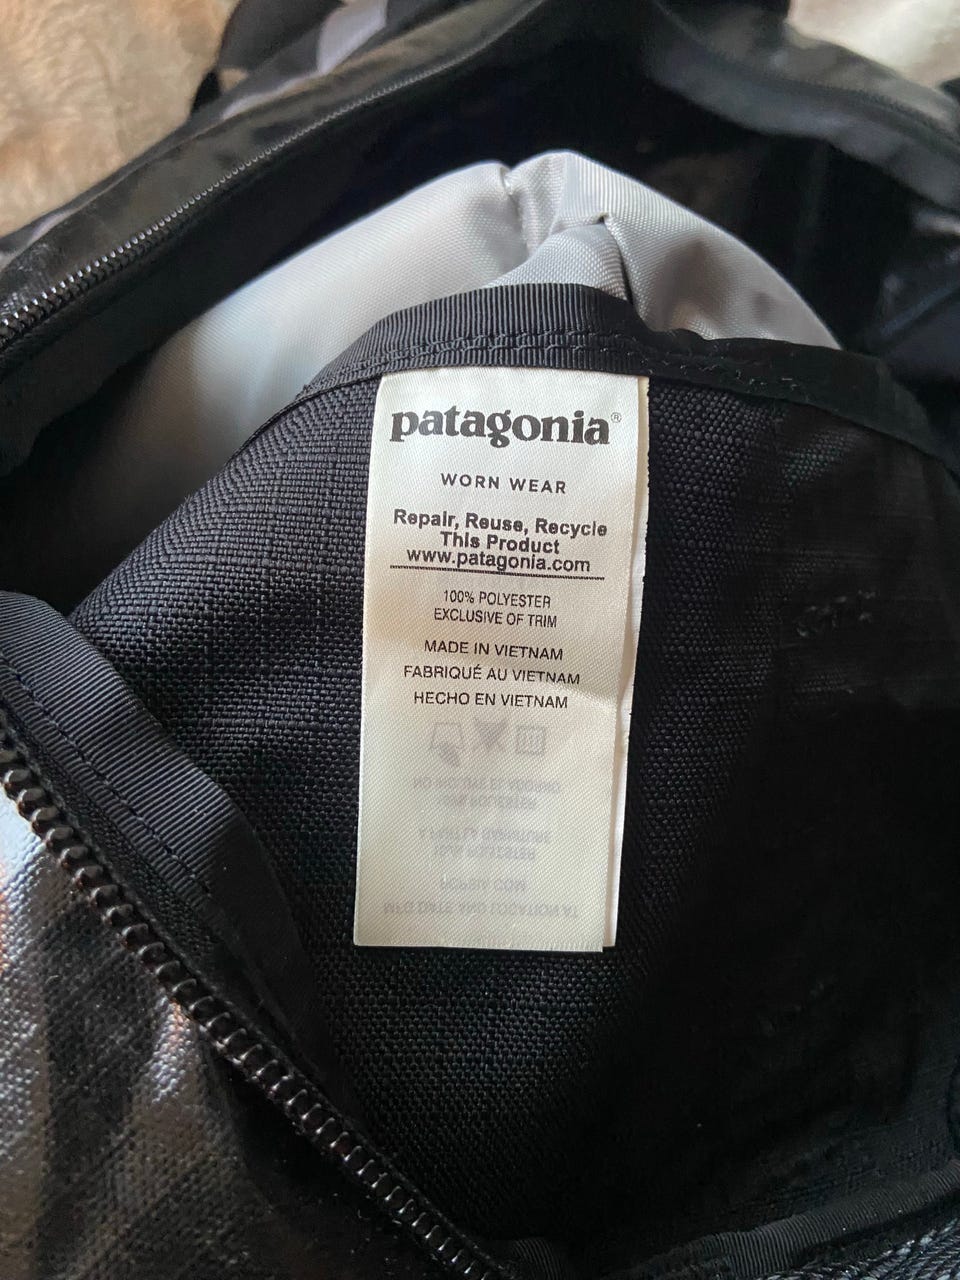 patagonia®
WORN WEAR
Repair, Reuse, Recycle
This Product
www.patagonia.com
100% POLYESTER
EXCLUSIVE OF TRIM
MADE IN VIETNAM
FABRIQUÉ AU VIETNAM
HECHO EN VIETNAM